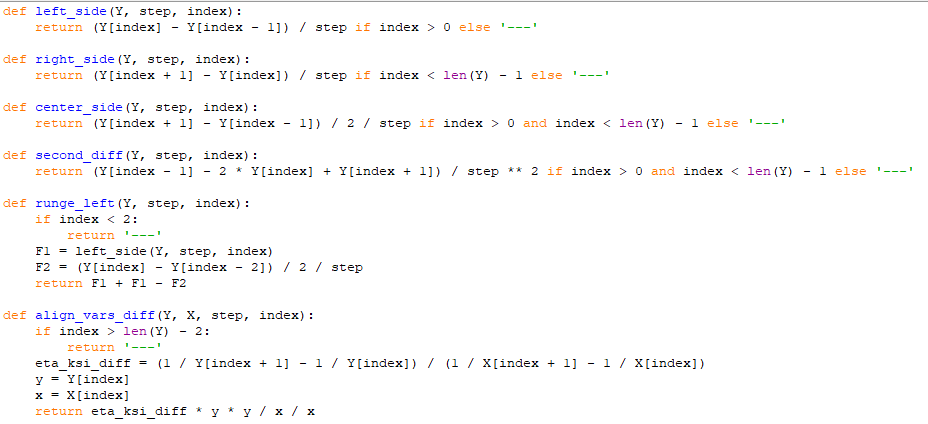 def left_side(Y, step, index):
    return (Y[index] - Y[index - 1]) / step if index > 0 else '---'

def right_side(Y, step, index):
    return (Y[index + 1] - Y[index]) / step if index < len(Y) - 1 else '---'

def center_side(Y, step, index):
    return (Y[index + 1] - Y[index - 1]) / 2 / step if index > 0 and index < len(Y) - 1 else '---'

def second_diff(Y, step, index):
    return (Y[index - 1] - 2 * Y[index] + Y[index + 1]) / step ** 2 if index > 0 and index < len(Y) - 1 else '---'

def runge_left(Y, step, index):
    if index < 2:
        return '---'
    F1 = left_side(Y, step, index)
    F2 = (Y[index] - Y[index - 2]) / 2 / step
    return F1 + F1 - F2

def align_vars_diff(Y, X, step, index):
    if index > len(Y) - 2:
        return '---'
    eta_ksi_diff = (1 / Y[index + 1] - 1 / Y[index]) / (1 / X[index + 1] - 1 / X[index])
    y = Y[index]
    x = X[index]
    return eta_ksi_diff * y * y / x / x